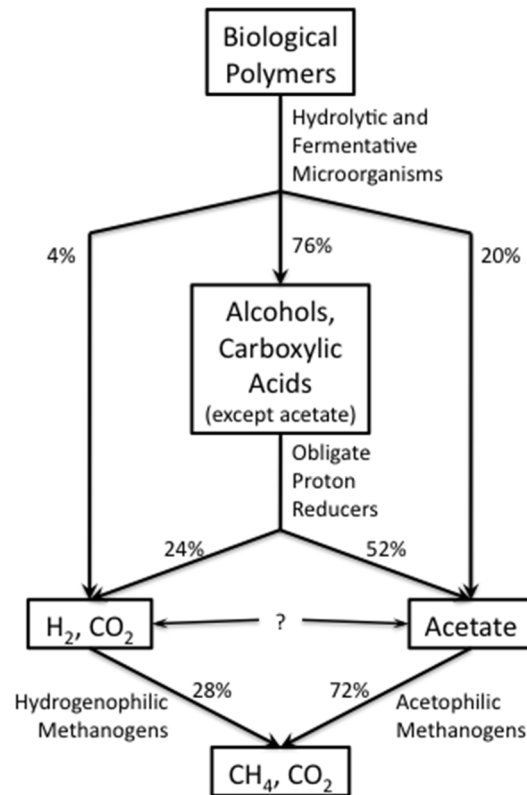 Biological
Polymers
Hydrolytic and
Fermentative
Microorganisms
4%
76%
20%
Alcohols,
Carboxylic
Acids
(except acetate)
Obligate
Proton
Reducers
24%
52%
H₂, CO₂
?
Acetate
Hydrogenophilic
Methanogens
28%
72%
Acetophilic
Methanogens
CH₄, CO₂